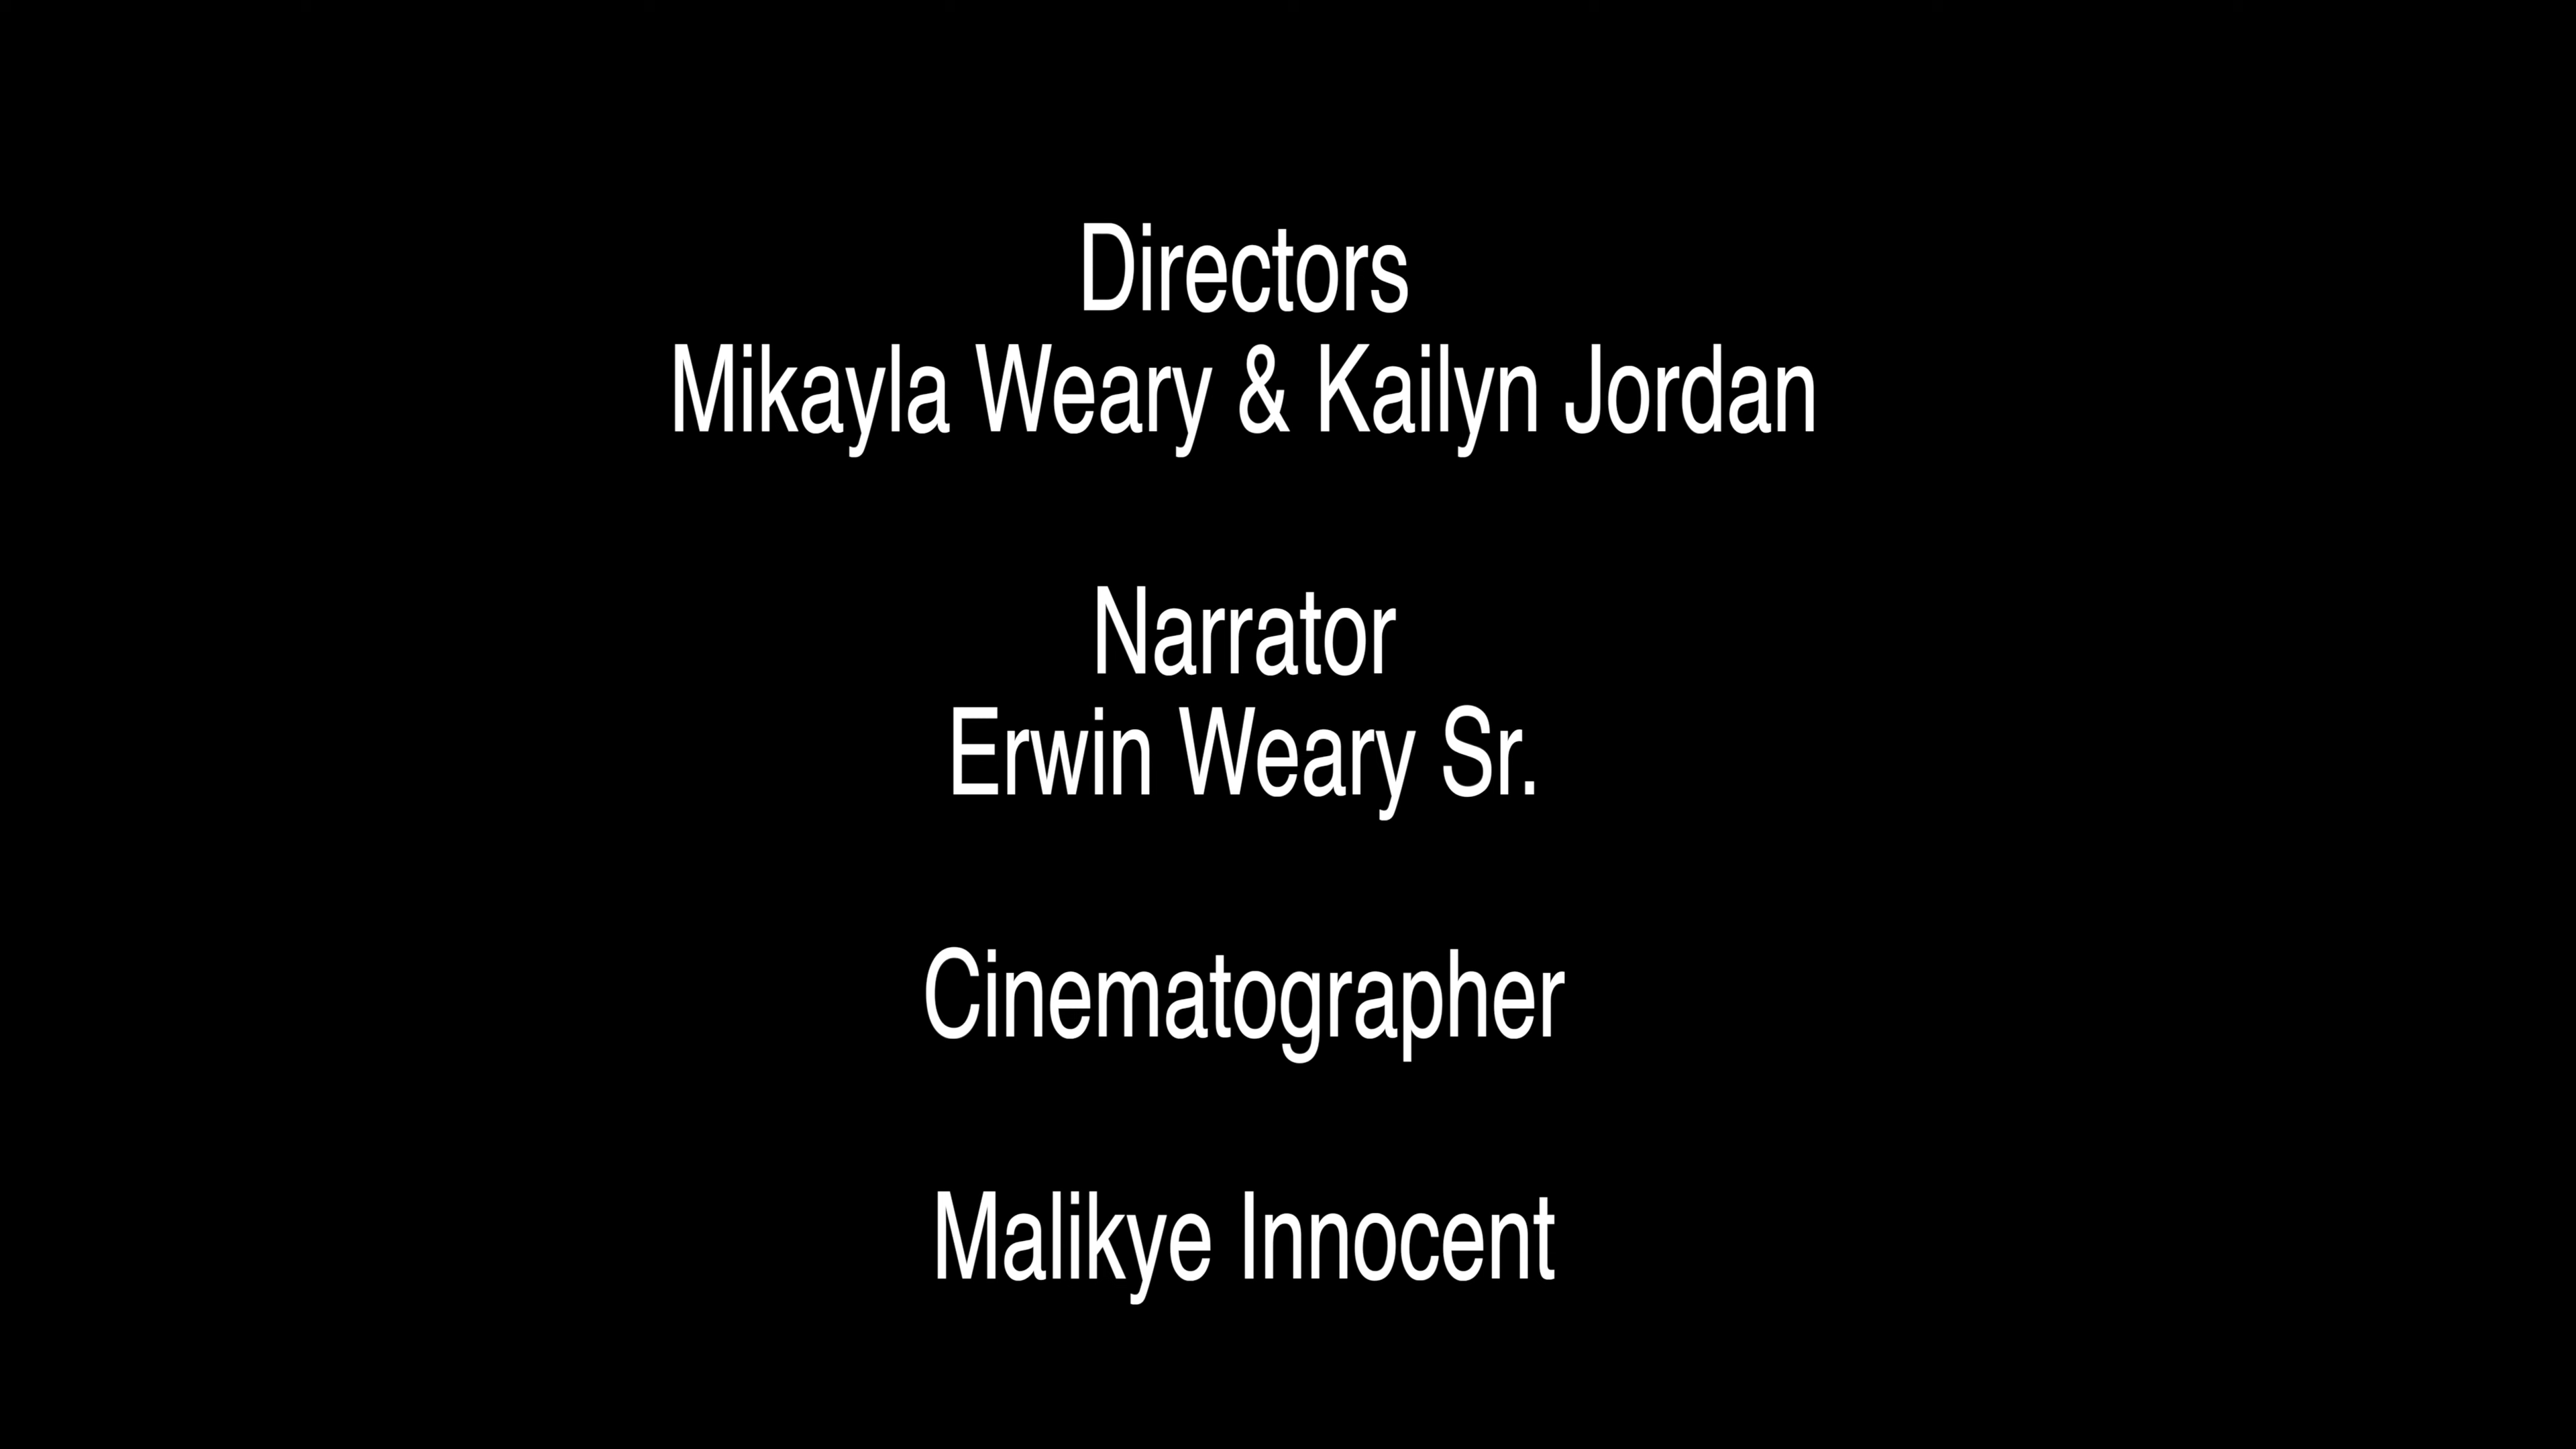 Directors
Mikayla Weary & Kailyn Jordan
Narrator
Erwin Weary Sr.
Cinematographer
Malikye Innocent